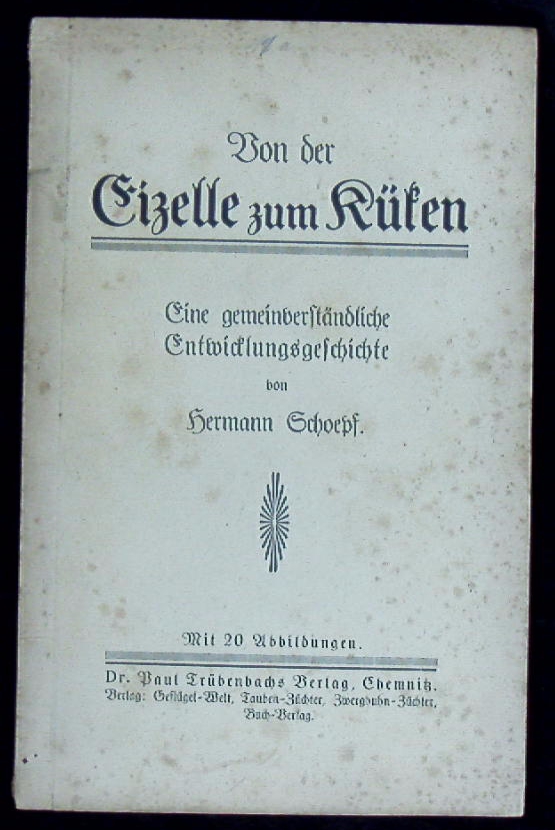 Von der
Eizelle zum Küken
Eine gemeinverständliche
Entwicklungsgeschichte
von
Hermann Schoepf.
Mit 20 Abbildungen.
Dr. Paul Trübenbachs Verlag, Chemnitz.
Verlag: Geflügel-Welt, Tauben-Züchter, Zwerghuhn-Züchter,
Buch-Verlag.